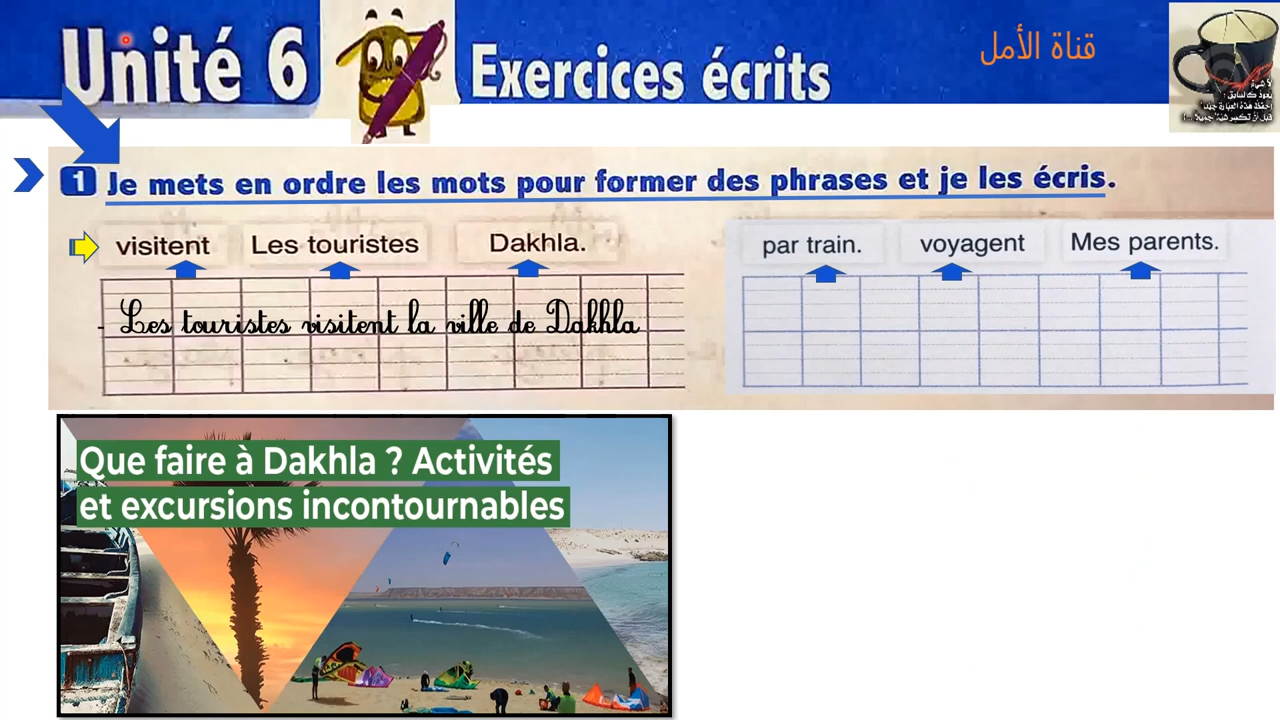 Unité 6
Exercices écrits
قناة الأمل
1 Je mets en ordre les mots pour former des phrases et je les écris.
visitent Les touristes Dakhla.
par train. voyagent Mes parents.
- Les touristes visitent la ville de Dakhla
Que faire à Dakhla ? Activités
et excursions incontournables